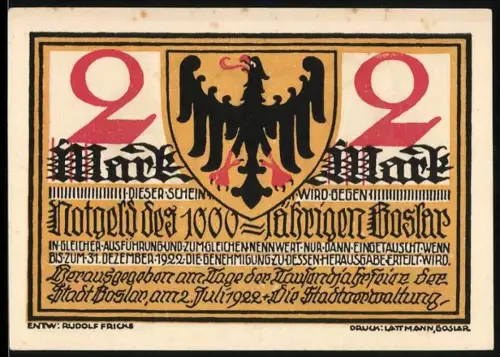 2 2
Mark Mark
DIESER SCHEIN WIRD GEGEN
Notgeld des 1000=Jährigen Goslar
IN GLEICHER AUSFÜHRUNG UND ZUM GLEICHEN NENNWERT NUR DANN EINGETAUSCHT WENN
BIS ZUM 31. DEZEMBER 1922 DIE GENEHMIGUNG ZU DESSEN HERAUSGABE ERTEILT WIRD.
Herausgegeben am Tage der Tausendjahrfeier der
Stadt Goslar, am 2. Juli 1922 + Die Stadtverwaltung
ENTW: RUDOLF FRICKE DRUCK: LATTMANN, GOSLAR